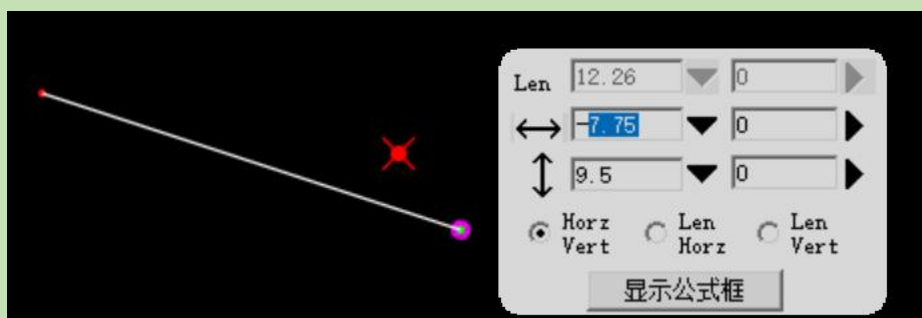 Len 12.26 0
-7.75 0
9.5 0
Horz Vert Len Horz Len Vert
显示公式框